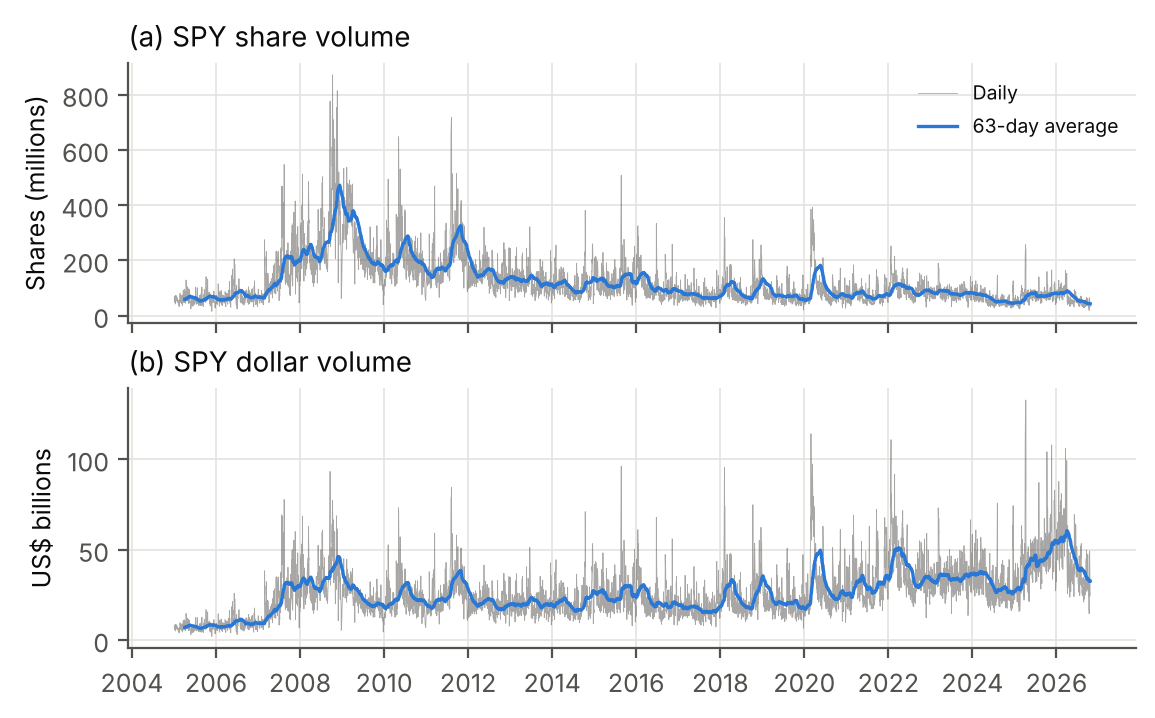 (a) SPY share volume
Shares (millions)
800
600
400
200
0
Daily
63-day average
(b) SPY dollar volume
US$ billions
100
50
0
2004 2006 2008 2010 2012 2014 2016 2018 2020 2022 2024 2026